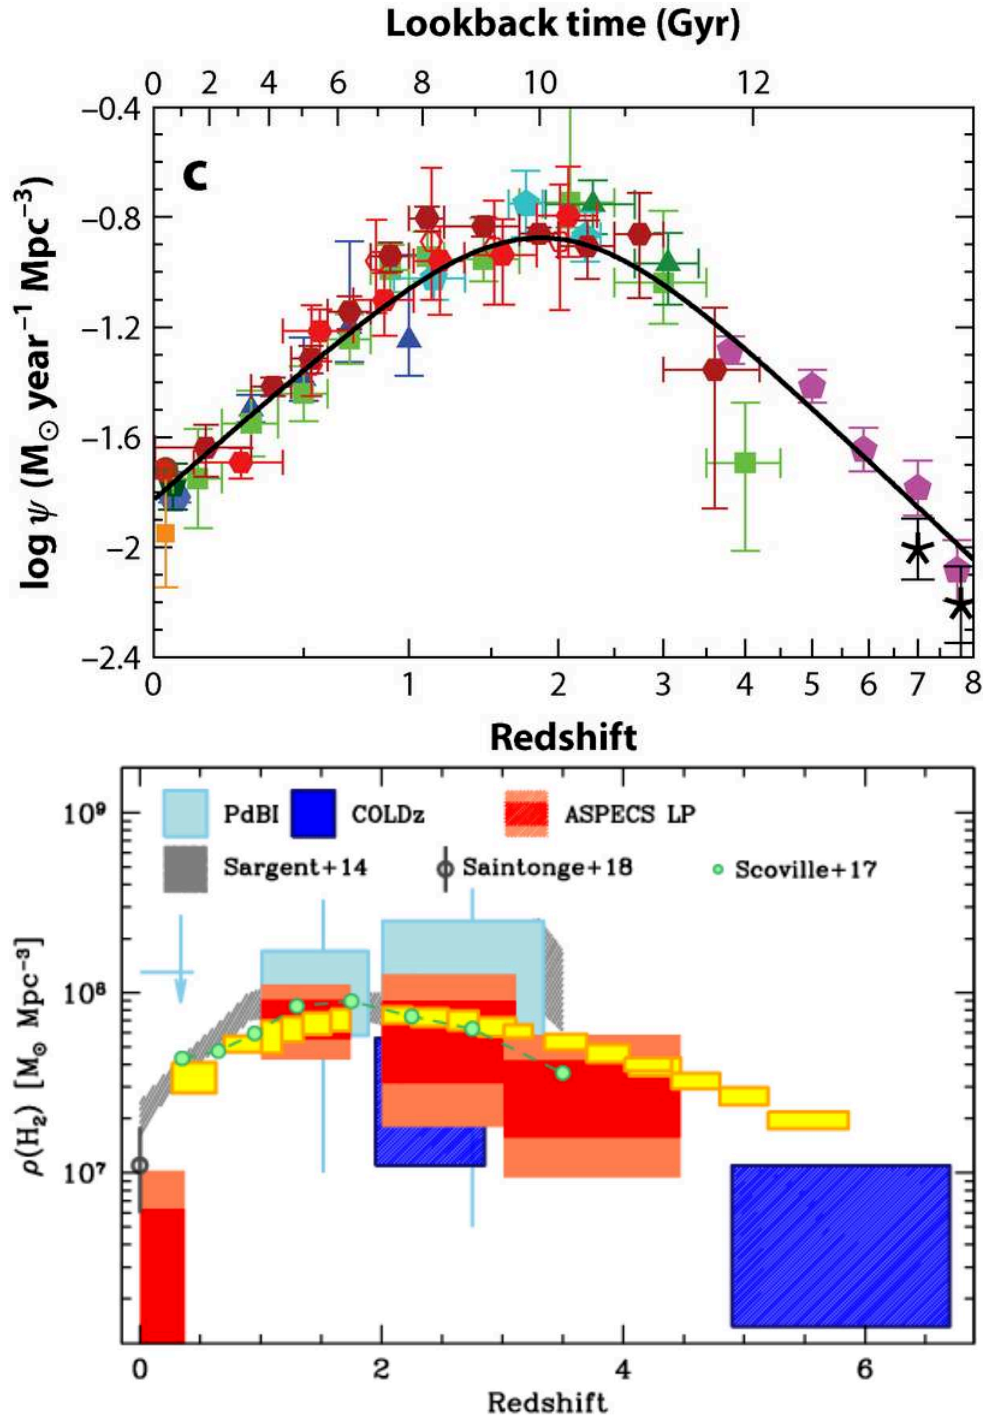 Lookback time (Gyr)
0 2 4 6 8 10 12
−0.4
c
−0.8
−1.2
−1.6
−2
−2.4
log ψ (M⊙ year⁻¹ Mpc⁻³)
0 1 2 3 4 5 6 7 8
Redshift
PdBI COLDz ASPECS LP
Sargent+14 Saintonge+18 Scoville+17
10⁹
10⁸
10⁷
ρ(H₂) [M⊙ Mpc⁻³]
0 2 4 6
Redshift